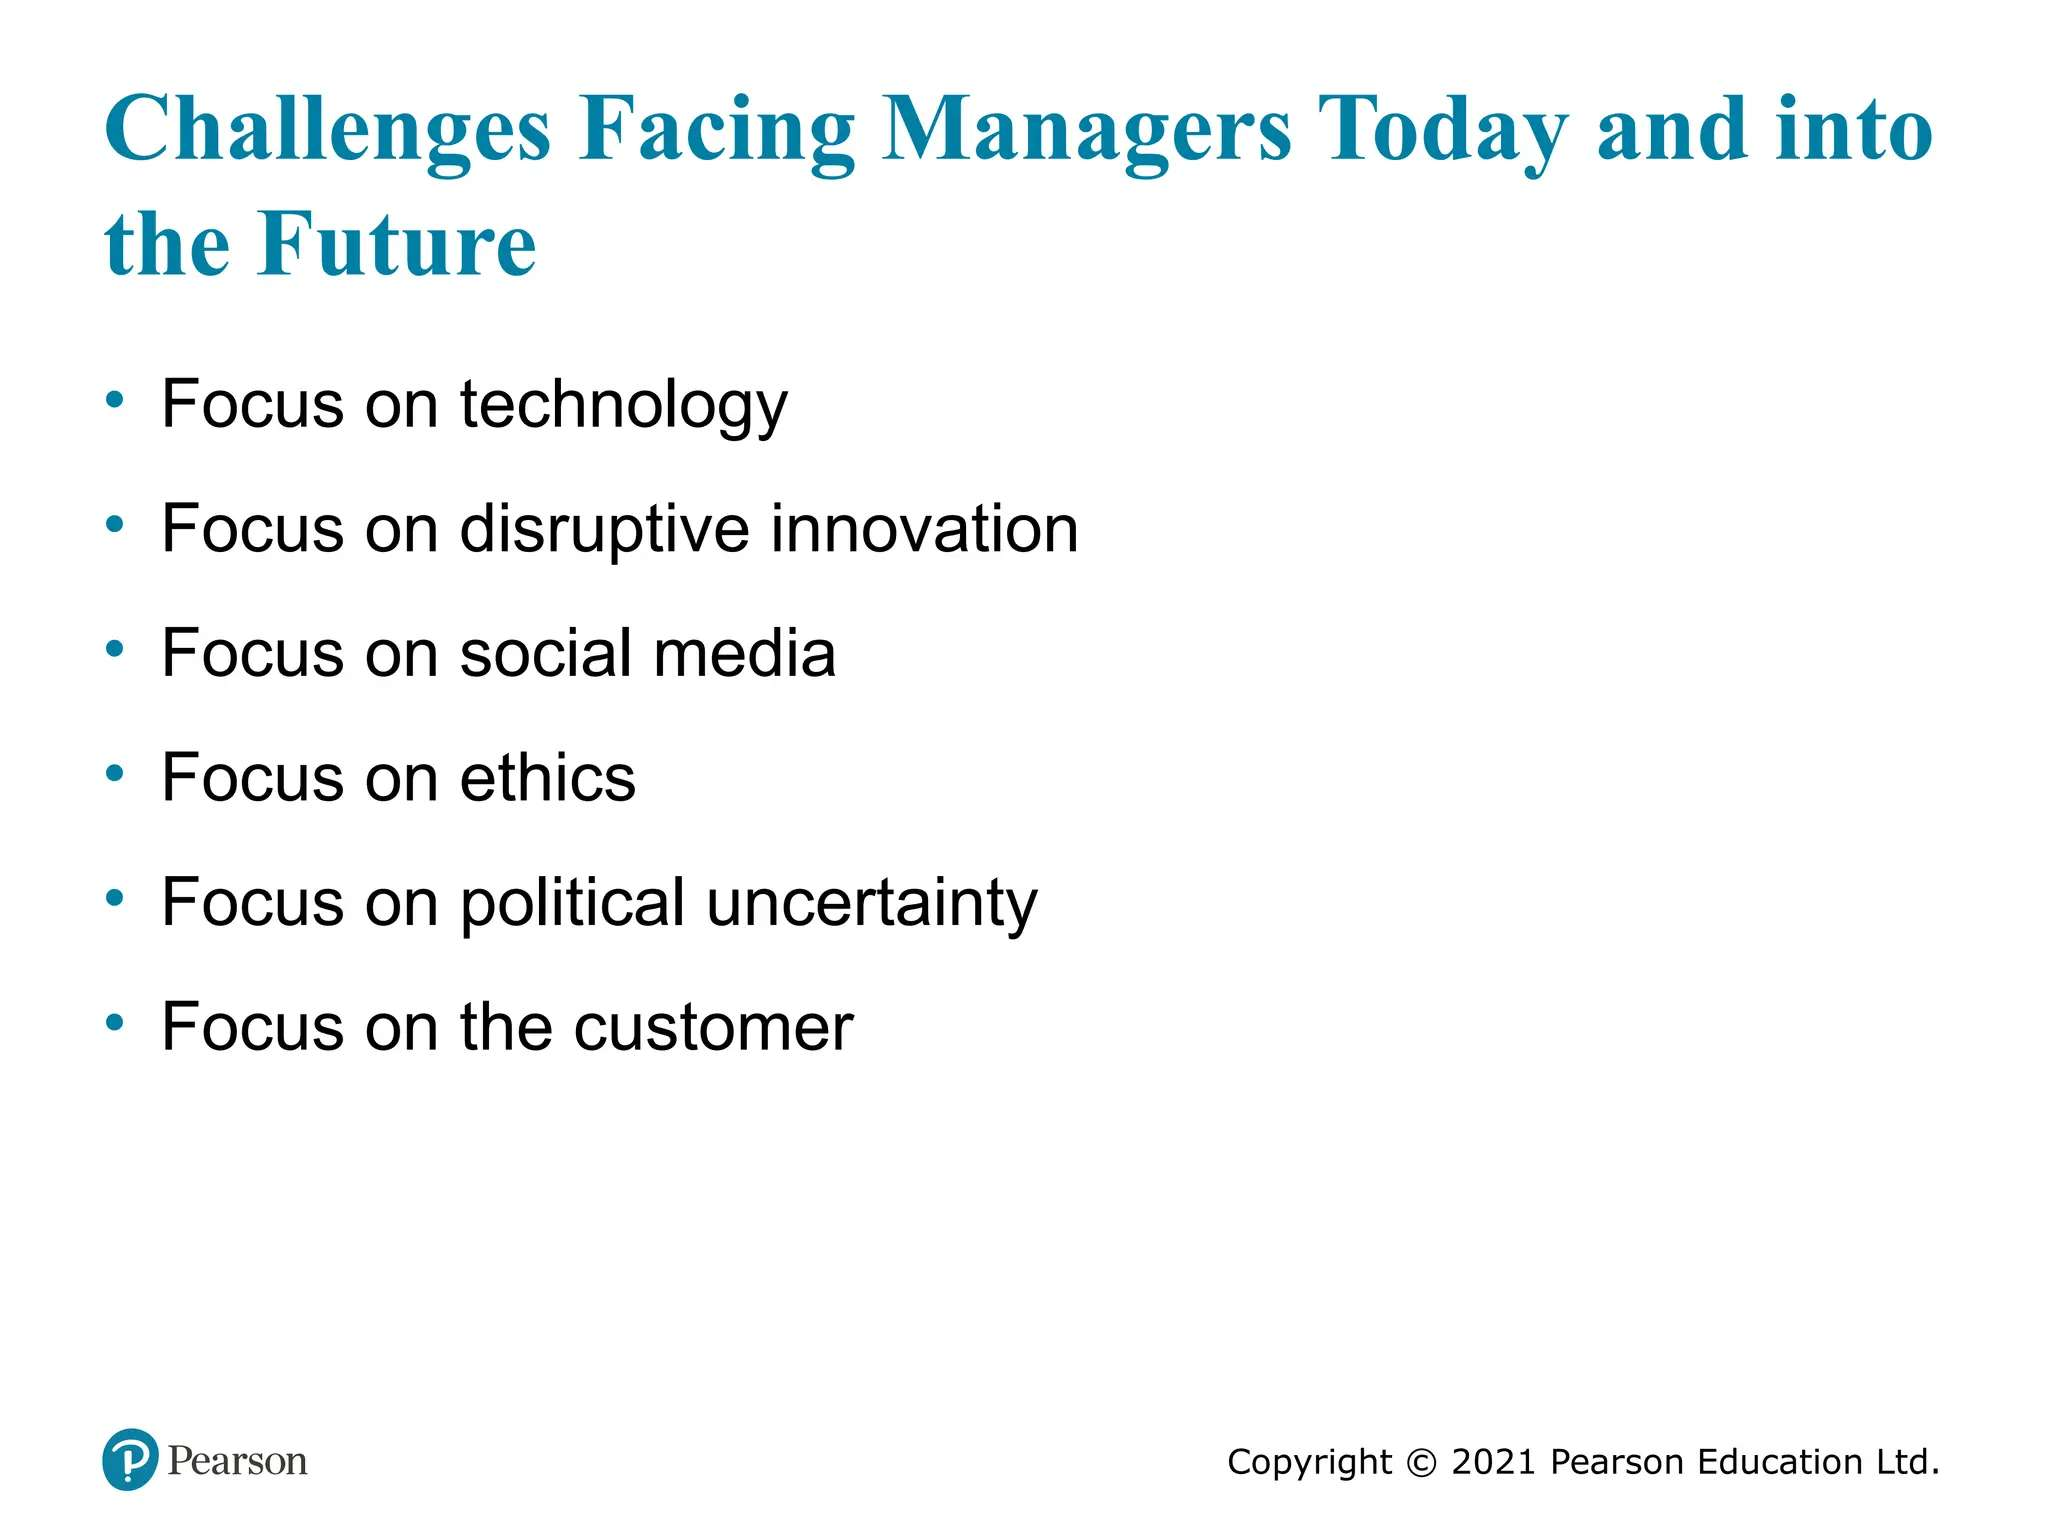 Challenges Facing Managers Today and into
the Future
• Focus on technology
• Focus on disruptive innovation
• Focus on social media
• Focus on ethics
• Focus on political uncertainty
• Focus on the customer
Pearson
Copyright © 2021 Pearson Education Ltd.